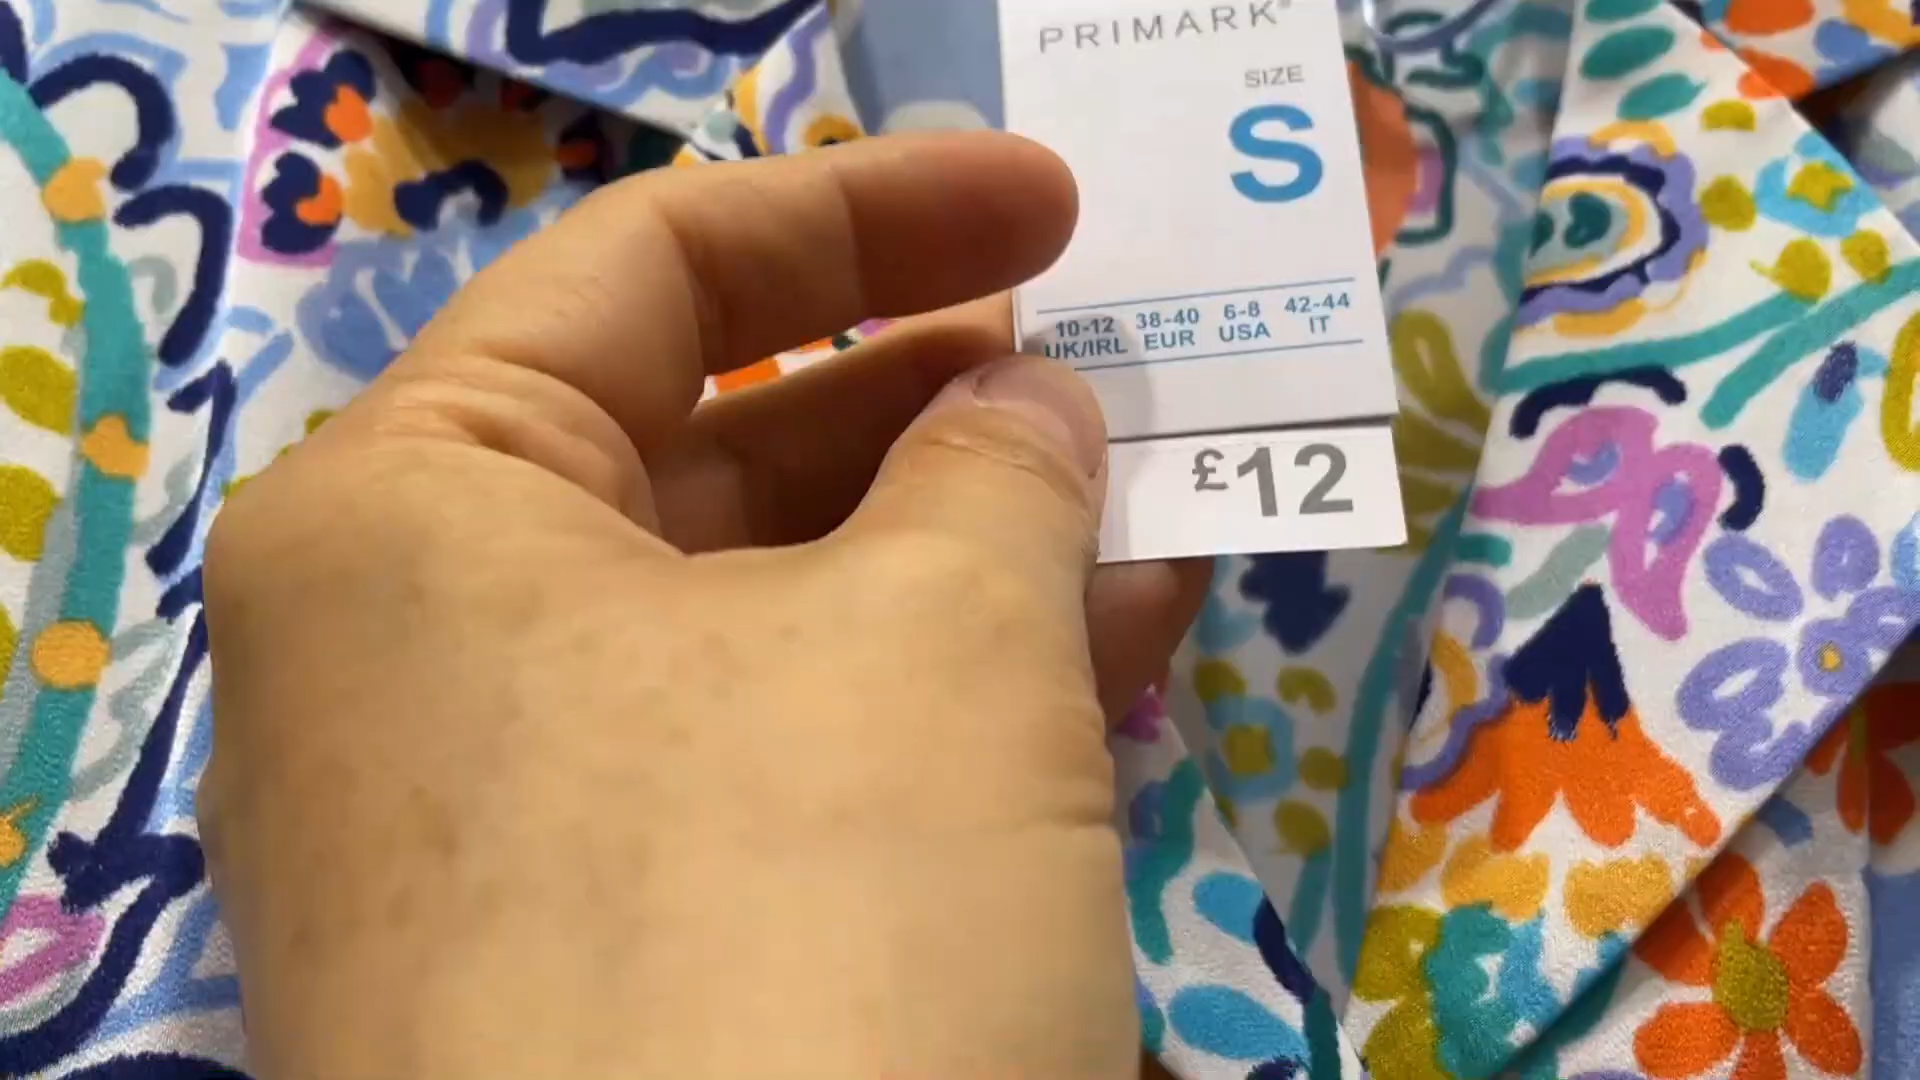 PRIMARK®
SIZE
S
10-12 38-40 6-8 42-44
UK/IRL EUR USA IT
£12